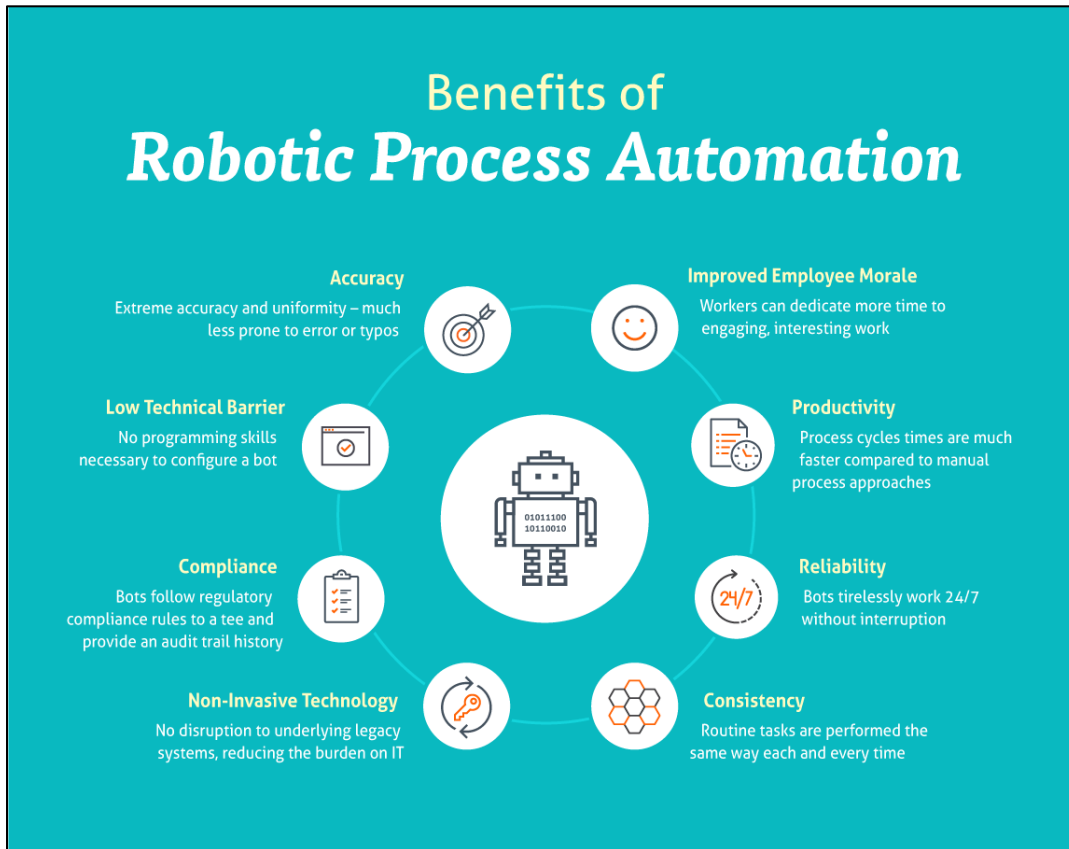 Benefits of
Robotic Process Automation
Accuracy
Extreme accuracy and uniformity – much
less prone to error or typos
Improved Employee Morale
Workers can dedicate more time to
engaging, interesting work
Low Technical Barrier
No programming skills
necessary to configure a bot
Productivity
Process cycles times are much
faster compared to manual
process approaches
01011100
10110010
Compliance
Bots follow regulatory
compliance rules to a tee and
provide an audit trail history
Reliability
Bots tirelessly work 24/7
without interruption
24/7
Non-Invasive Technology
No disruption to underlying legacy
systems, reducing the burden on IT
Consistency
Routine tasks are performed the
same way each and every time